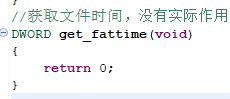 }
//获取文件时间，没有实际作用
DWORD get_fattime(void)
{
    return 0;
}